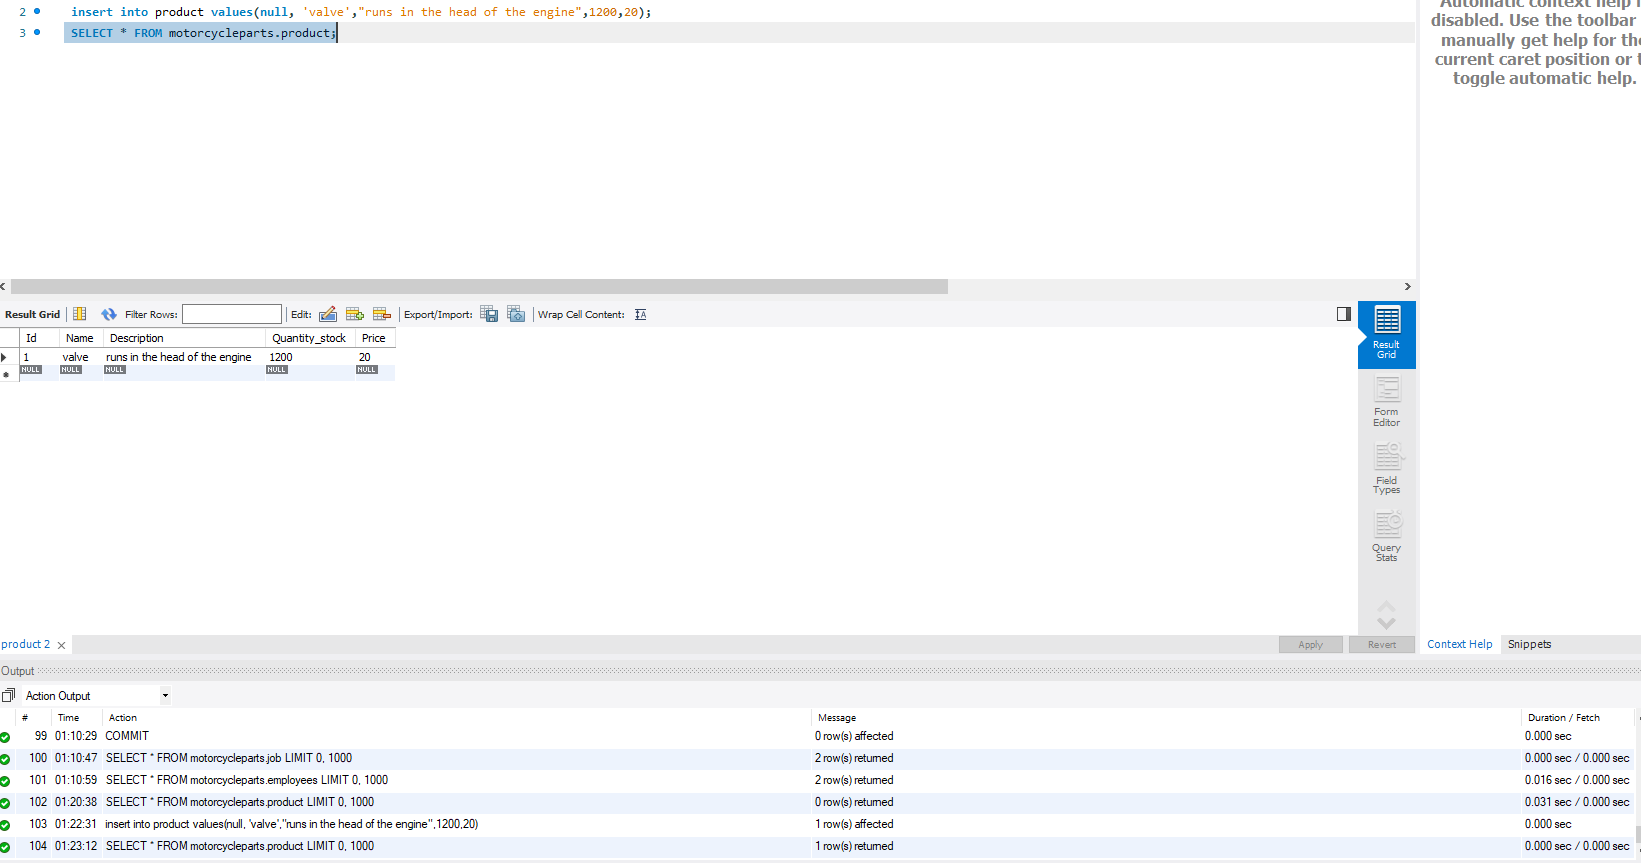 2 insert into product values(null, 'valve',"runs in the head of the engine",1200,20);
3 SELECT * FROM motorcycleparts.product;
disabled. Use the toolbar
manually get help for the
current caret position or
toggle automatic help.
Result Grid Filter Rows: Edit: Export/Import: Wrap Cell Content:
Id Name Description Quantity_stock Price
1 valve runs in the head of the engine 1200 20
NULL NULL NULL NULL NULL
Result
Grid
Form
Editor
Field
Types
Query
Stats
product 2 Apply Revert Context Help Snippets
Output
Action Output
# Time Action Message Duration / Fetch
99 01:10:29 COMMIT 0 row(s) affected 0.000 sec
100 01:10:47 SELECT * FROM motorcycleparts.job LIMIT 0, 1000 2 row(s) returned 0.000 sec / 0.000 sec
101 01:10:59 SELECT * FROM motorcycleparts.employees LIMIT 0, 1000 2 row(s) returned 0.016 sec / 0.000 sec
102 01:20:38 SELECT * FROM motorcycleparts.product LIMIT 0, 1000 0 row(s) returned 0.031 sec / 0.000 sec
103 01:22:31 insert into product values(null, 'valve',"runs in the head of the engine",1200,20) 1 row(s) affected 0.000 sec
104 01:23:12 SELECT * FROM motorcycleparts.product LIMIT 0, 1000 1 row(s) returned 0.000 sec / 0.000 sec